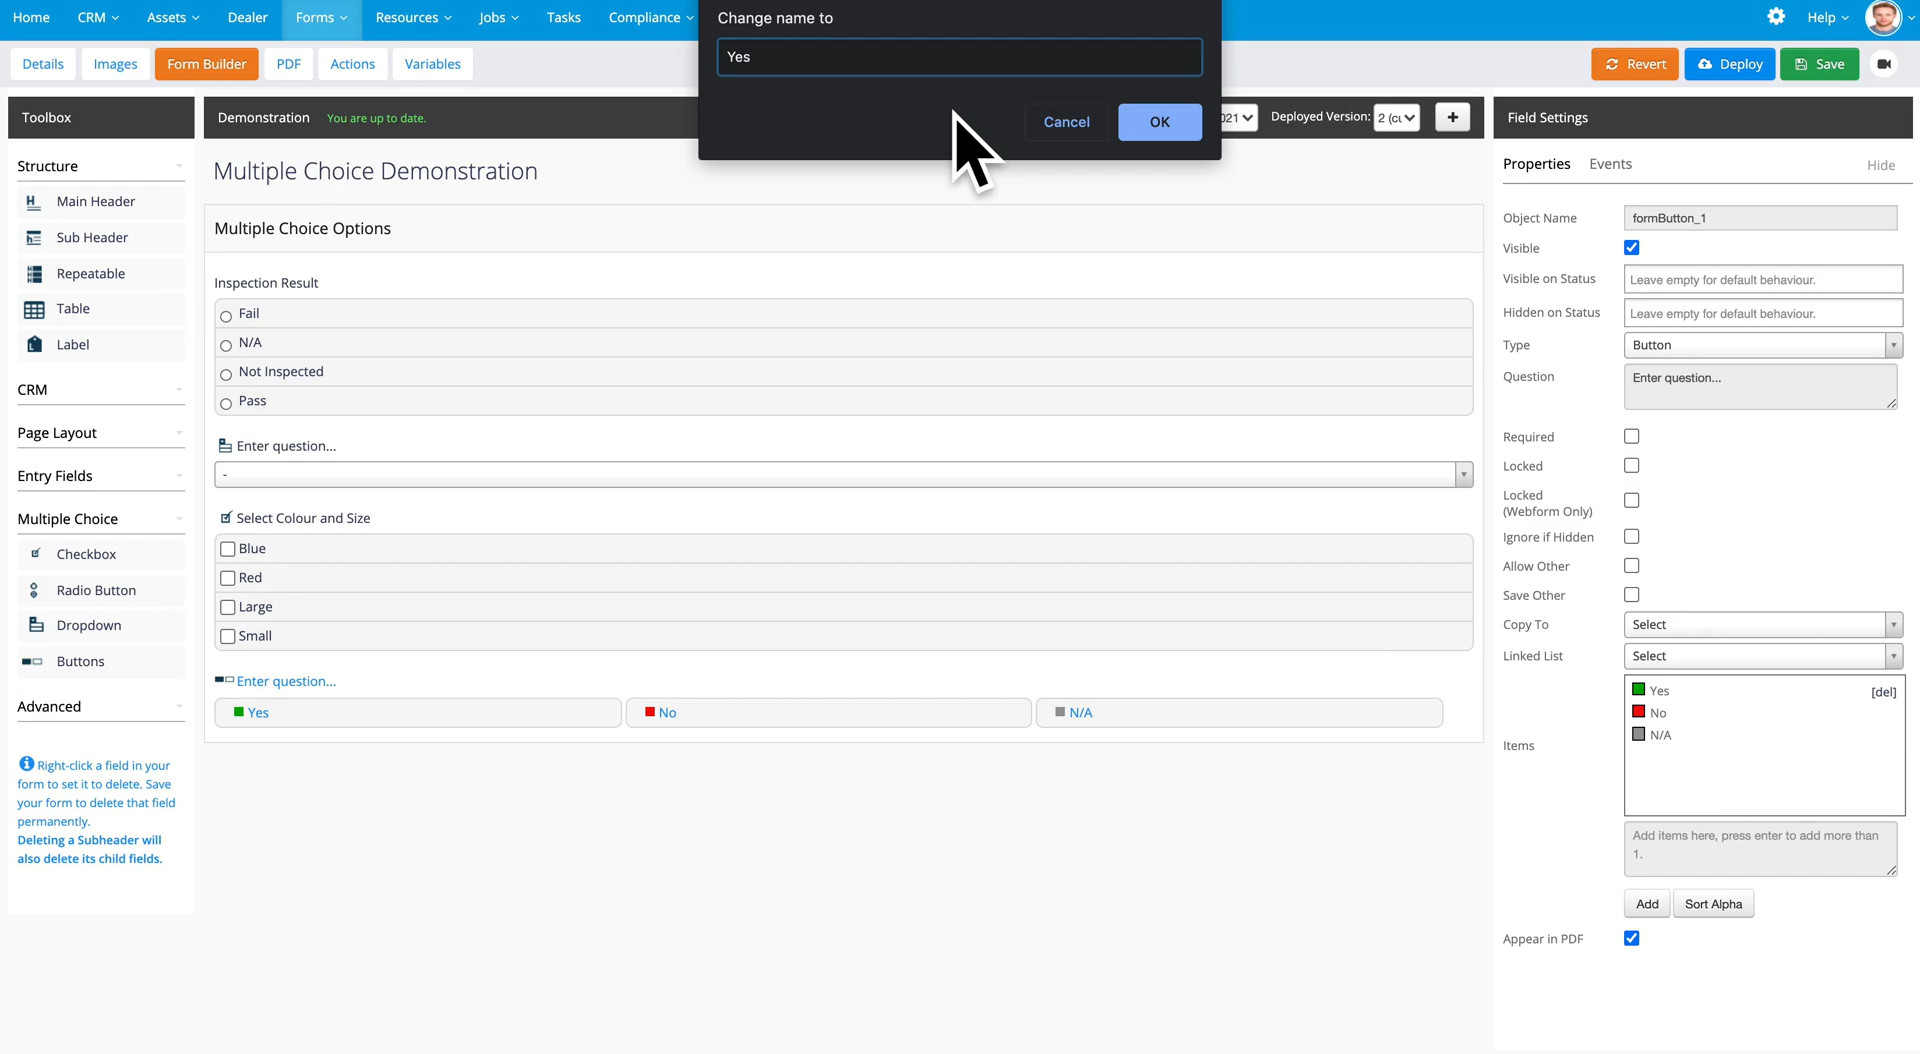 Home CRM Assets Dealer Forms Resources Jobs Tasks Compliance Help
Change name to
Yes
Cancel OK
Details Images Form Builder PDF Actions Variables
Revert Deploy Save
Toolbox
Demonstration You are up to date.
021 Deployed Version: 2 (cu
+
Field Settings
Structure
Main Header
Sub Header
Repeatable
Table
Label
CRM
Page Layout
Entry Fields
Multiple Choice
Checkbox
Radio Button
Dropdown
Buttons
Advanced
Right-click a field in your
form to set it to delete. Save
your form to delete that field
permanently.
Deleting a Subheader will
also delete its child fields.
Multiple Choice Demonstration
Multiple Choice Options
Inspection Result
Fail
N/A
Not Inspected
Pass
Enter question...
-
Select Colour and Size
Blue
Red
Large
Small
Enter question...
Yes No N/A
Properties Events Hide
Object Name formButton_1
Visible
Visible on Status Leave empty for default behaviour.
Hidden on Status Leave empty for default behaviour.
Type Button
Question Enter question...
Required
Locked
Locked
(Webform Only)
Ignore if Hidden
Allow Other
Save Other
Copy To Select
Linked List Select
Yes [del]
No
N/A
Items
Add items here, press enter to add more than
1.
Add Sort Alpha
Appear in PDF